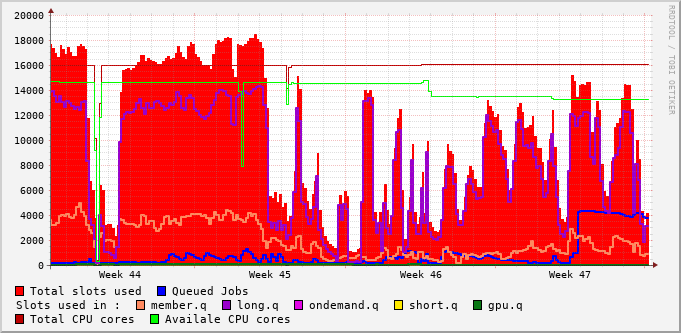 20000
18000
16000
14000
12000
10000
8000
6000
4000
2000
0
Week 44 Week 45 Week 46 Week 47
Total slots used Queued Jobs
Slots used in : member.q long.q ondemand.q short.q gpu.q
Total CPU cores Availale CPU cores
RRDTOOL / TOBI OETIKER